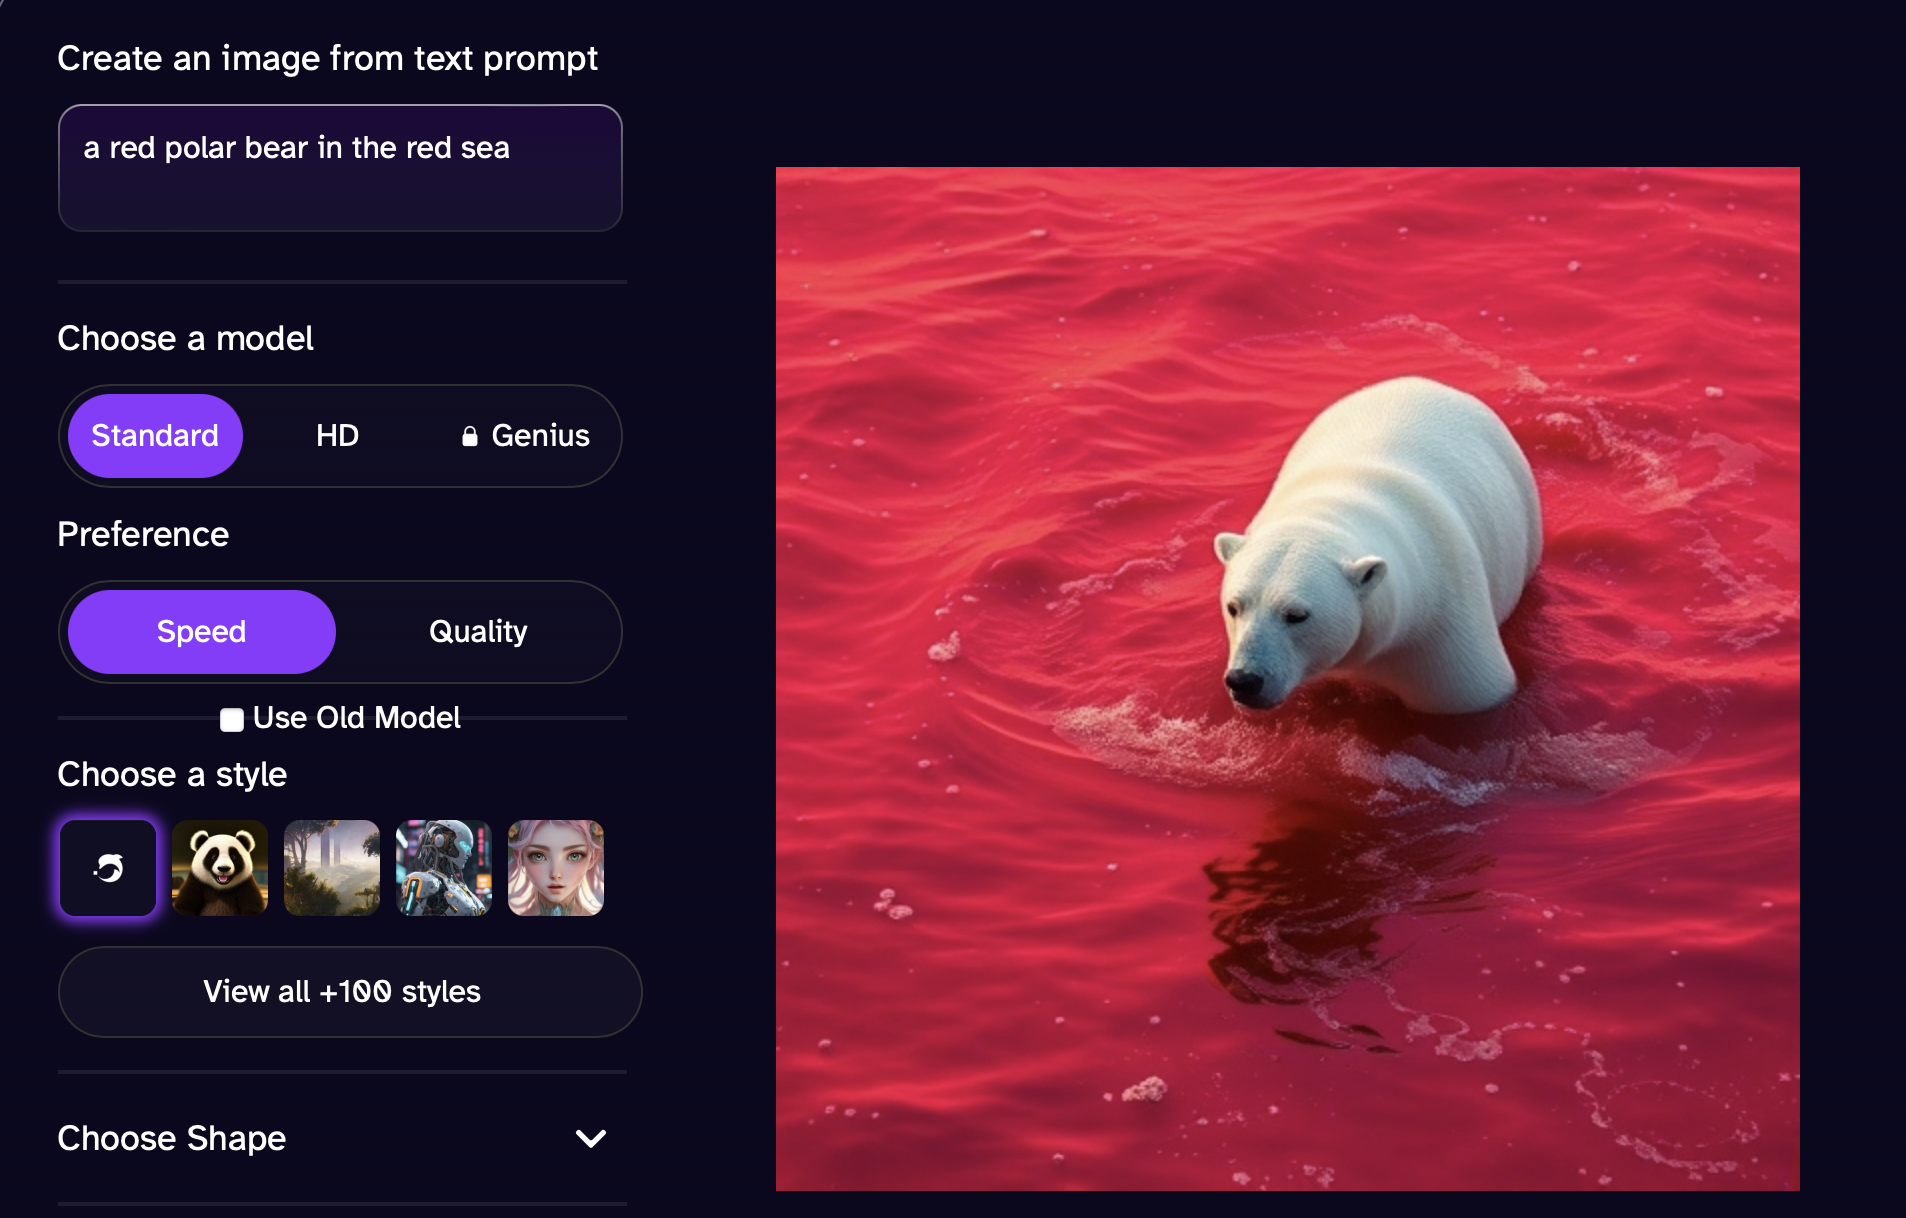 Create an image from text prompt
a red polar bear in the red sea
Choose a model
Standard
HD
Genius
Preference
Speed
Quality
Use Old Model
Choose a style
View all +100 styles
Choose Shape